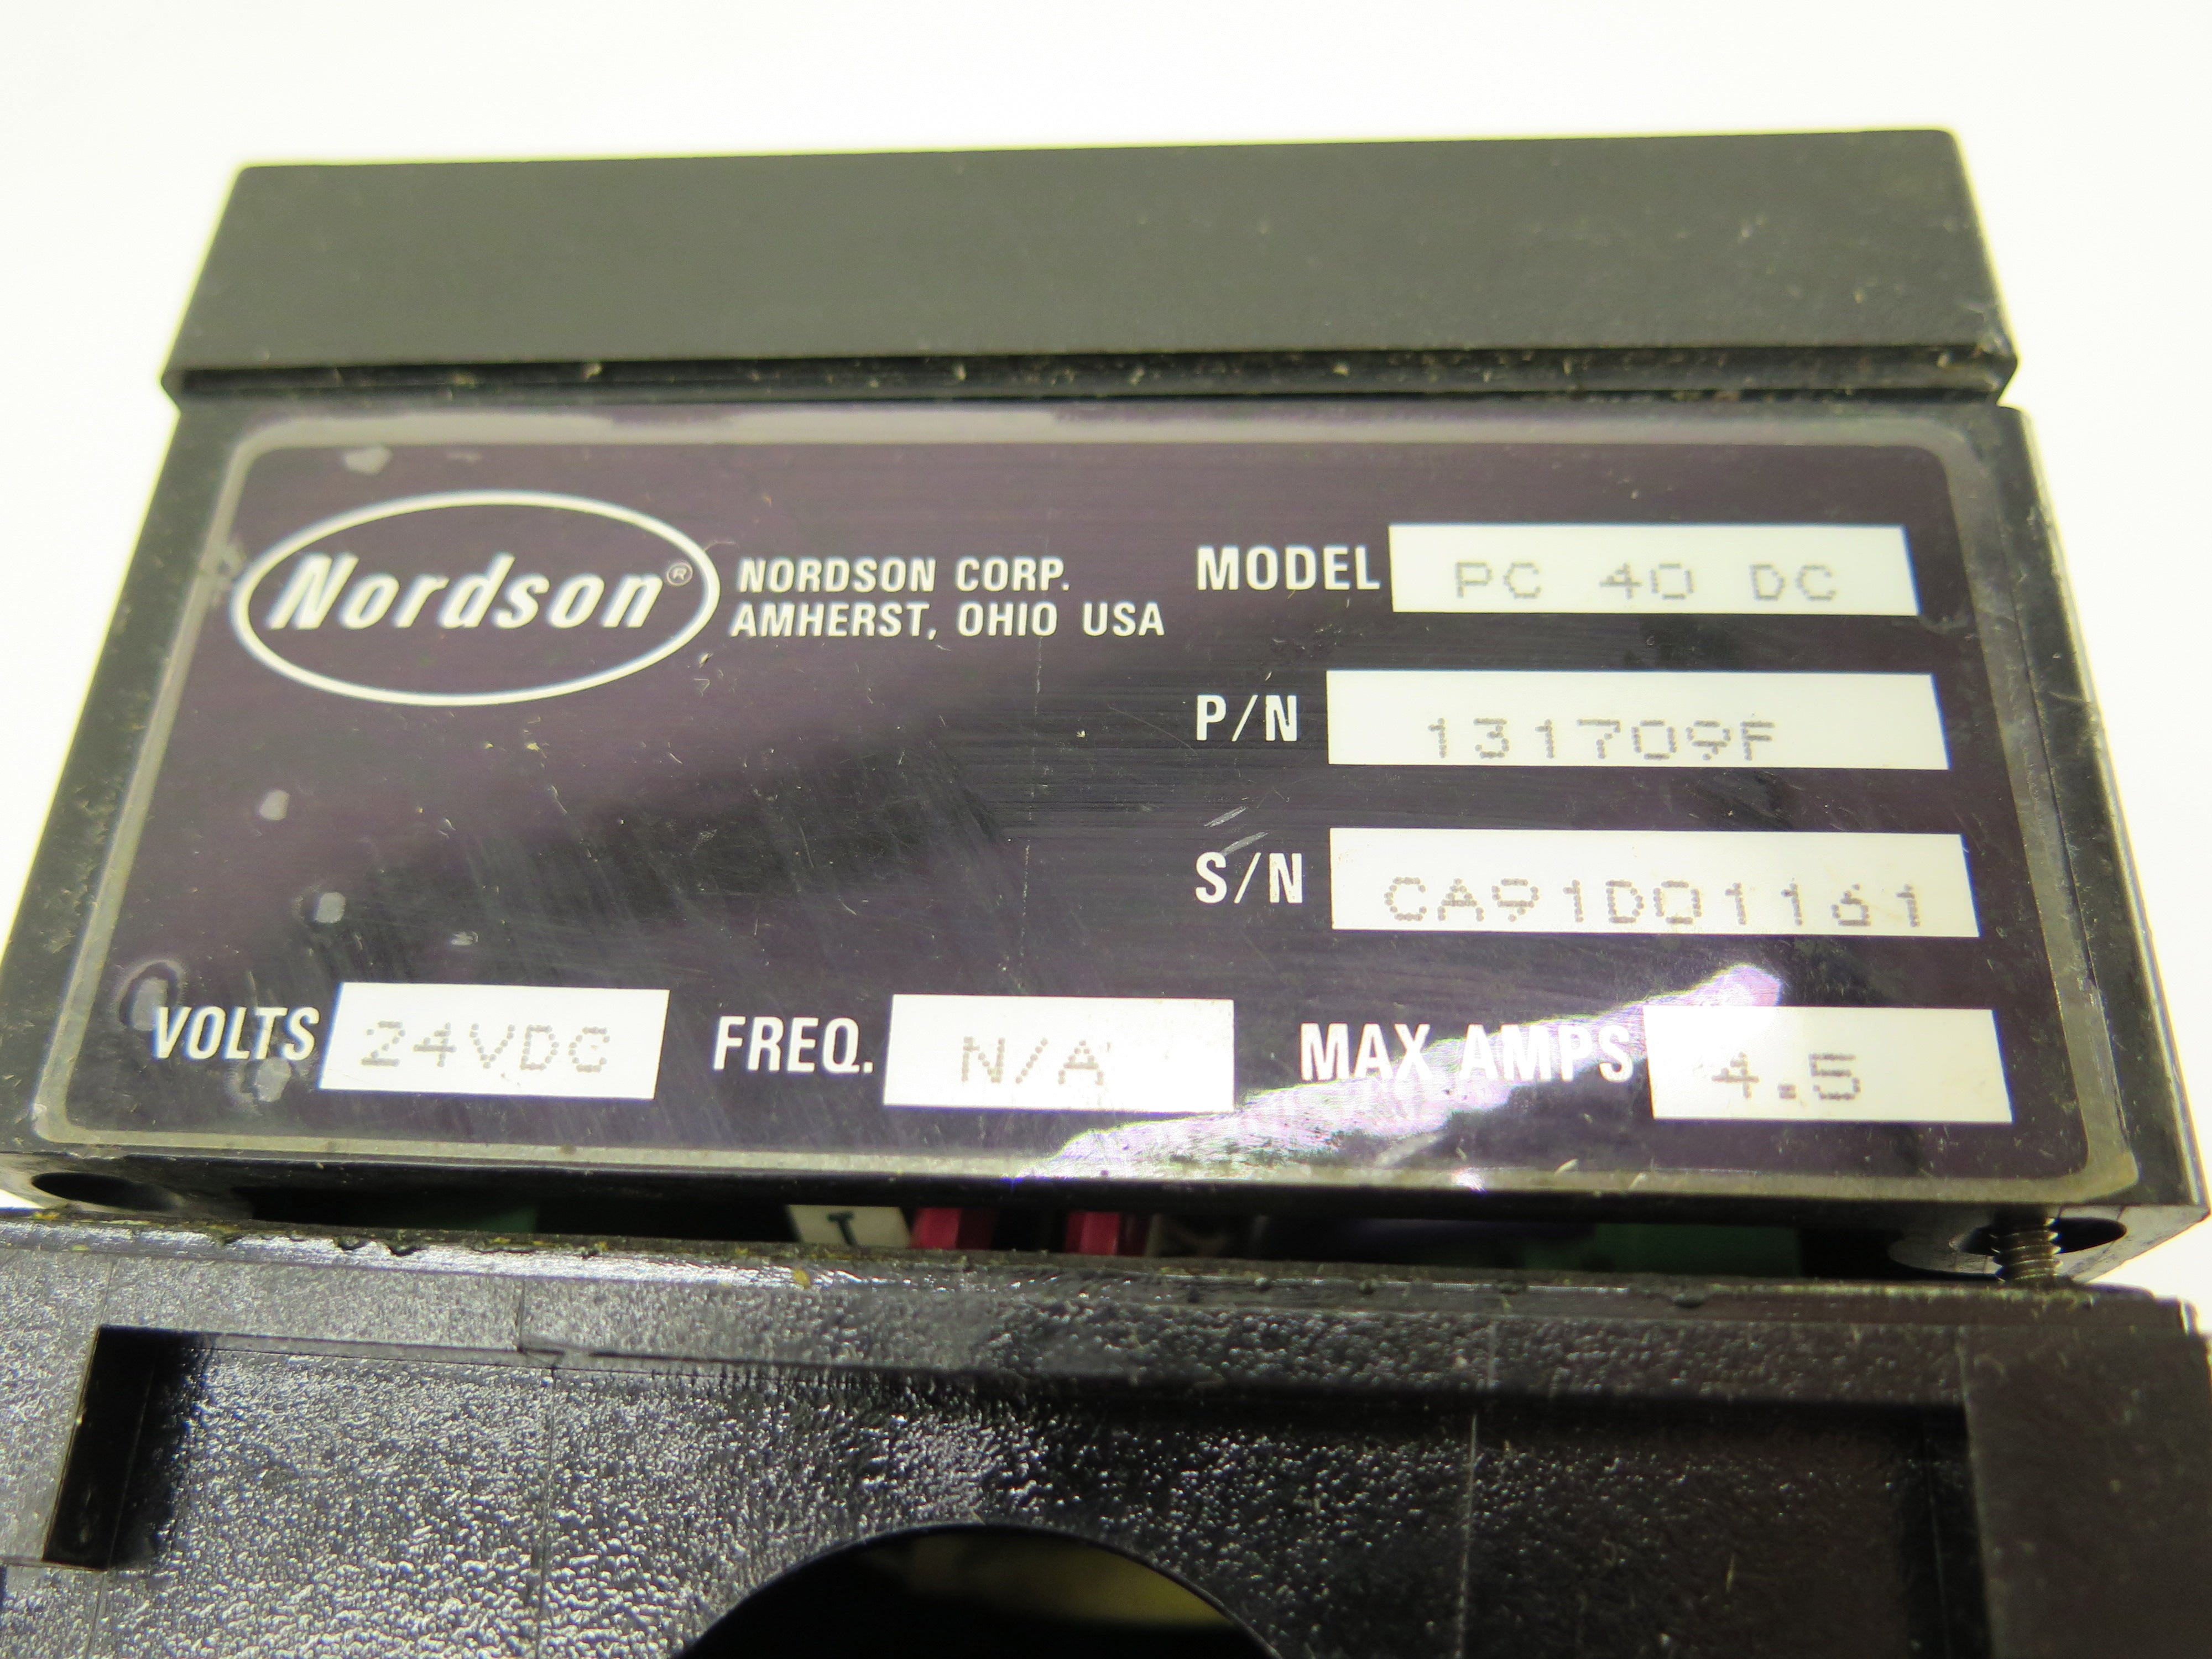 Nordson®
NORDSON CORP.
AMHERST, OHIO USA
MODEL PC 40 DC
P/N 131709F
S/N CA91D01161
VOLTS 24VDC FREQ. N/A MAX AMPS 4.5